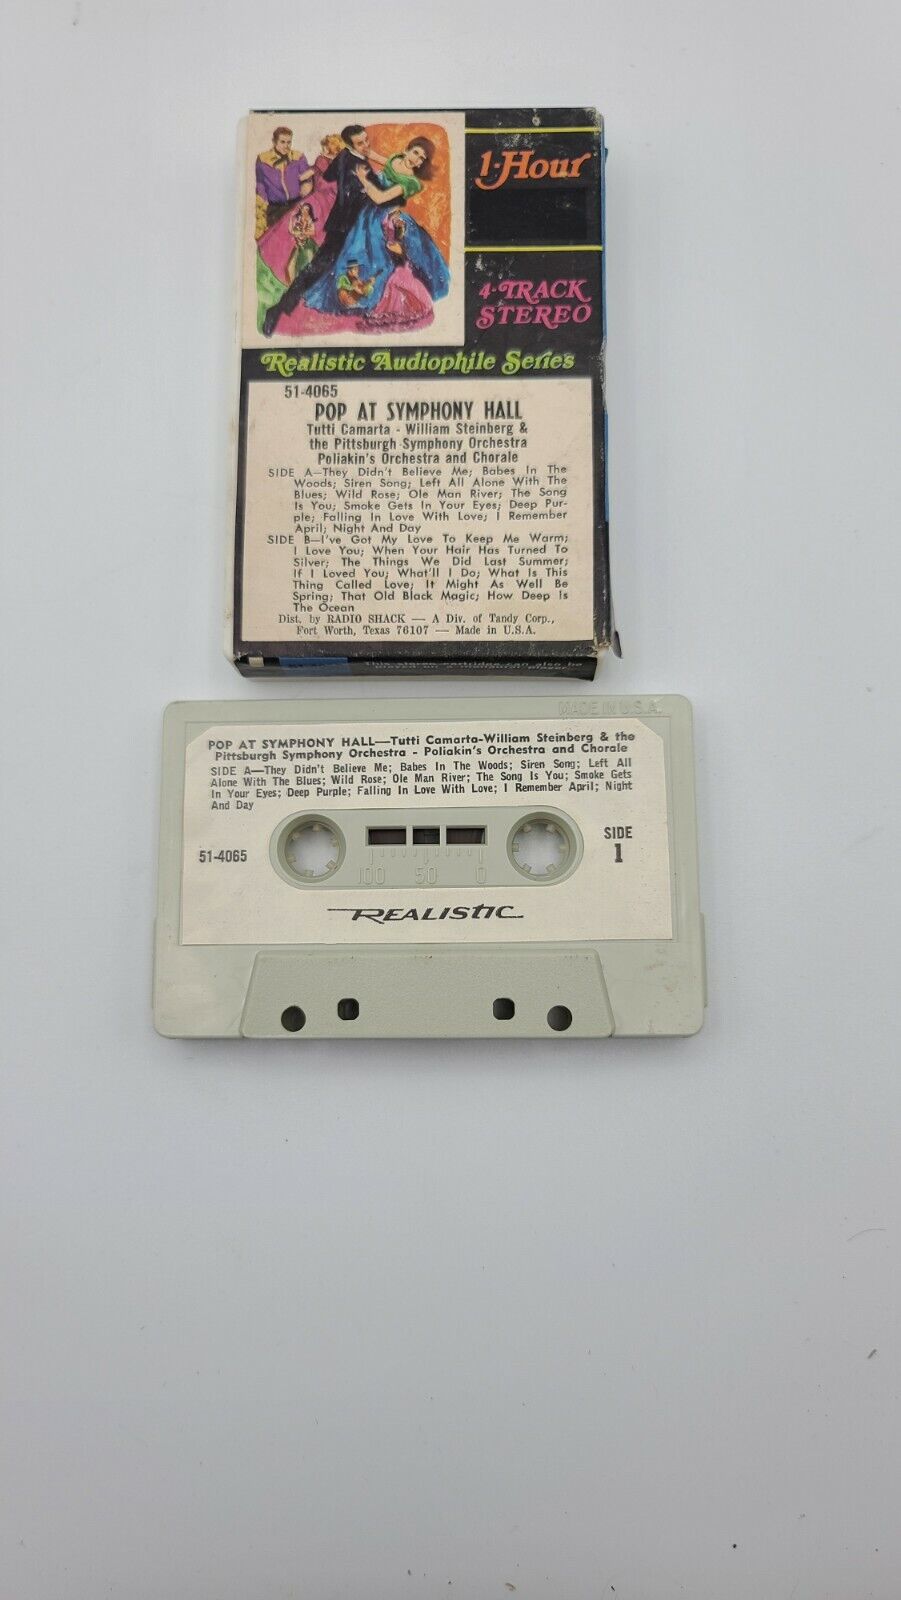 1-Hour
4-TRACK
STEREO
Realistic Audiophile Series
51-4065
POP AT SYMPHONY HALL
Tutti Camarta - William Steinberg &
the Pittsburgh Symphony Orchestra
Poliakin's Orchestra and Chorale
SIDE A—They Didn't Believe Me; Babes In The
Woods; Siren Song; Left All Alone With The
Blues; Wild Rose; Ole Man River; The Song
Is You; Smoke Gets In Your Eyes; Deep Pur-
ple; Falling In Love With Love; I Remember
April; Night And Day
SIDE B—I've Got My Love To Keep Me Warm;
I Love You; When Your Hair Has Turned To
Silver; The Things We Did Last Summer;
If I Loved You; What'll I Do; What Is This
Thing Called Love; It Might As Well Be
Spring; That Old Black Magic; How Deep Is
The Ocean
Dist. by RADIO SHACK — A Div. of Tandy Corp.,
Fort Worth, Texas 76107 — Made in U.S.A.
This stereo cartridge can also be
MADE IN U.S.A.
POP AT SYMPHONY HALL—Tutti Camarta-William Steinberg & the
Pittsburgh Symphony Orchestra - Poliakin's Orchestra and Chorale
SIDE A—They Didn't Believe Me; Babes In The Woods; Siren Song; Left All
Alone With The Blues; Wild Rose; Ole Man River; The Song Is You; Smoke Gets
In Your Eyes; Deep Purple; Falling In Love With Love; I Remember April; Night
And Day
51-4065
SIDE
1
100 50 0
REALISTIC